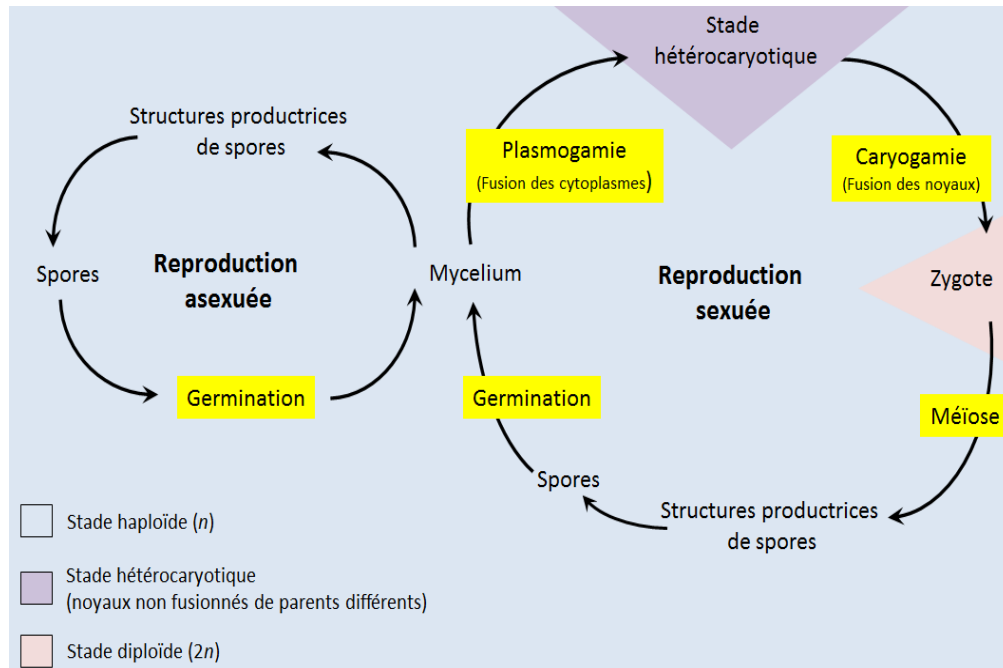 Stade
hétérocaryotique
Structures productrices
de spores
Plasmogamie
(Fusion des cytoplasmes)
Caryogamie
(Fusion des noyaux)
Spores
Reproduction
asexuée
Mycelium
Reproduction
sexuée
Zygote
Germination
Germination
Méïose
Spores
Structures productrices
de spores
Stade haploïde (n)
Stade hétérocaryotique
(noyaux non fusionnés de parents différents)
Stade diploïde (2n)